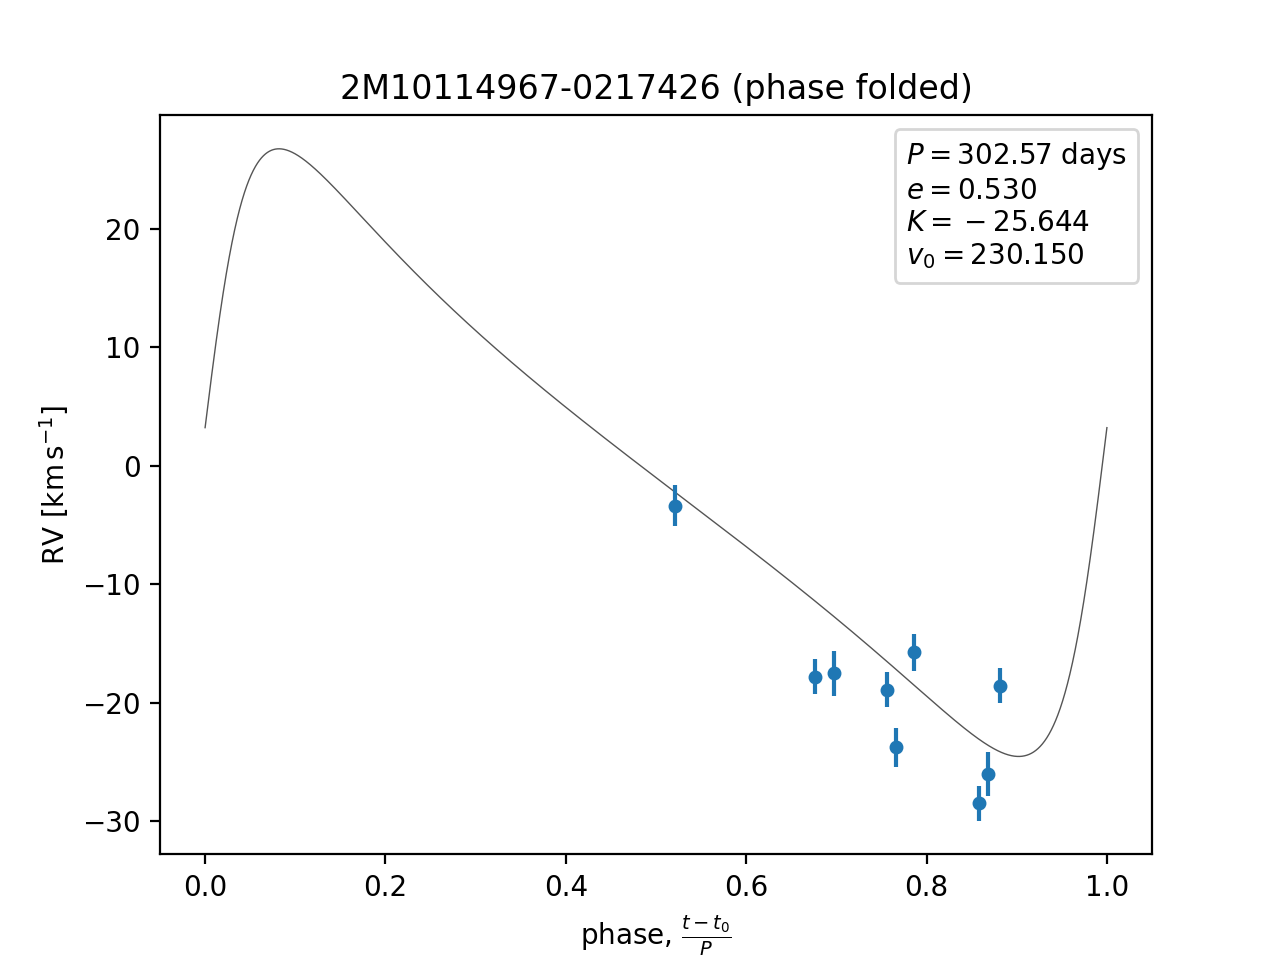 2M10114967-0217426 (phase folded)
P = 302.57 days
e = 0.530
K = −25.644
v₀ = 230.150
RV [km s⁻¹]
20
10
0
−10
−20
−30
0.0 0.2 0.4 0.6 0.8 1.0
phase, (t − t₀)/P